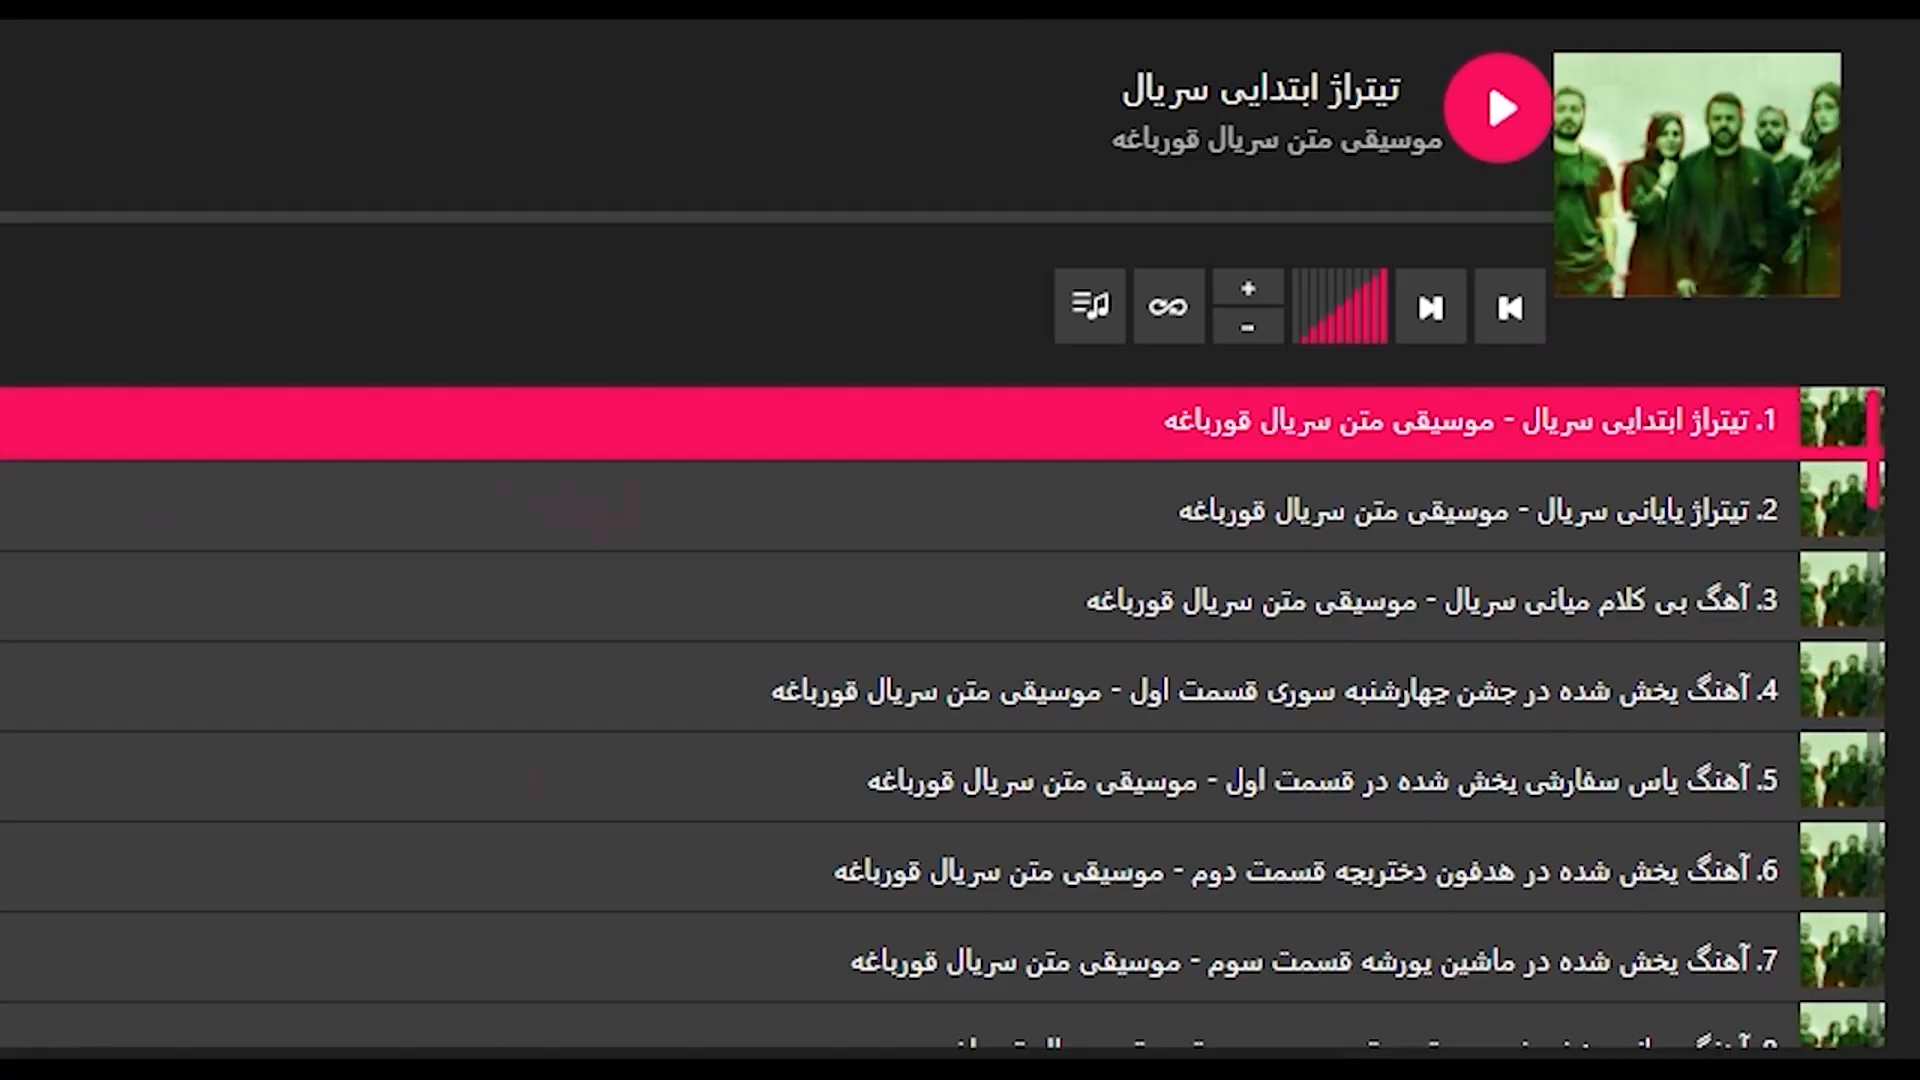 تیتراژ ابتدایی سریال
موسیقی متن سریال قورباغه
1. تیتراژ ابتدایی سریال - موسیقی متن سریال قورباغه
2. تیتراژ پایانی سریال - موسیقی متن سریال قورباغه
3. آهگ بی کلام میانی سریال - موسیقی متن سریال قورباغه
4. آهنگ پخش شده در جشن چهارشنبه سوری قسمت اول - موسیقی متن سریال قورباغه
5. آهنگ یاس سفارشی پخش شده در قسمت اول - موسیقی متن سریال قورباغه
6. آهنگ پخش شده در هدفون دختربچه قسمت دوم - موسیقی متن سریال قورباغه
7. آهنگ پخش شده در ماشین پورشه قسمت سوم - موسیقی متن سریال قورباغه